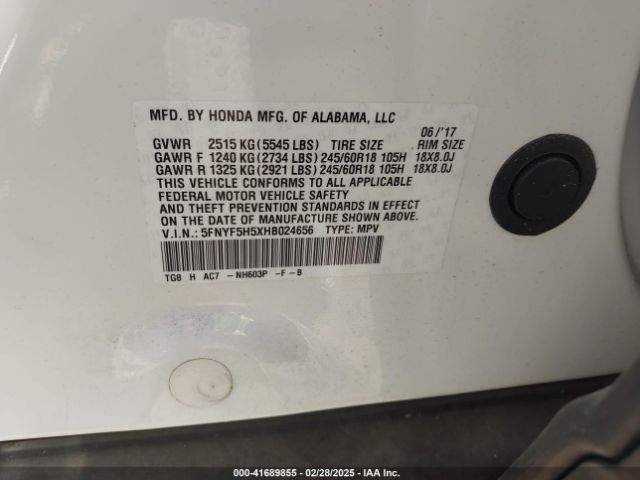 MFD. BY HONDA MFG. OF ALABAMA, LLC
06/'17
GVWR 2515 KG (5545 LBS) TIRE SIZE RIM SIZE
GAWR F 1240 KG (2734 LBS) 245/60R18 105H 18X8.0J
GAWR R 1325 KG (2921 LBS) 245/60R18 105H 18X8.0J
THIS VEHICLE CONFORMS TO ALL APPLICABLE
FEDERAL MOTOR VEHICLE SAFETY
AND THEFT PREVENTION STANDARDS IN EFFECT
ON THE DATE OF MANUFACTURE SHOWN ABOVE.
V.I.N.: 5FNYF5H5XHB024656 TYPE: MPV
TG8 H AC7 -NH603P -F-B
000-41689855 | 02/28/2025 | IAA Inc.